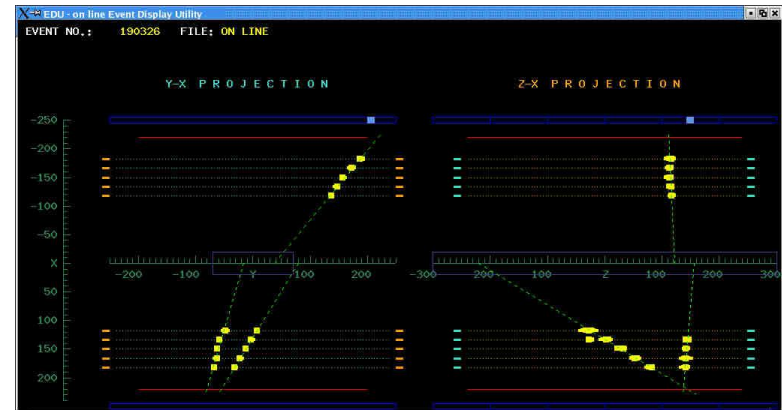 EDU - on line Event Display Utility
EVENT NO.: 190326 FILE: ON LINE
Y-X PROJECTION
Z-X PROJECTION
-250
-200
-150
-100
-50
X
50
100
150
200
-200 -100 Y 100 200
-300 200 100 Z 100 200 300